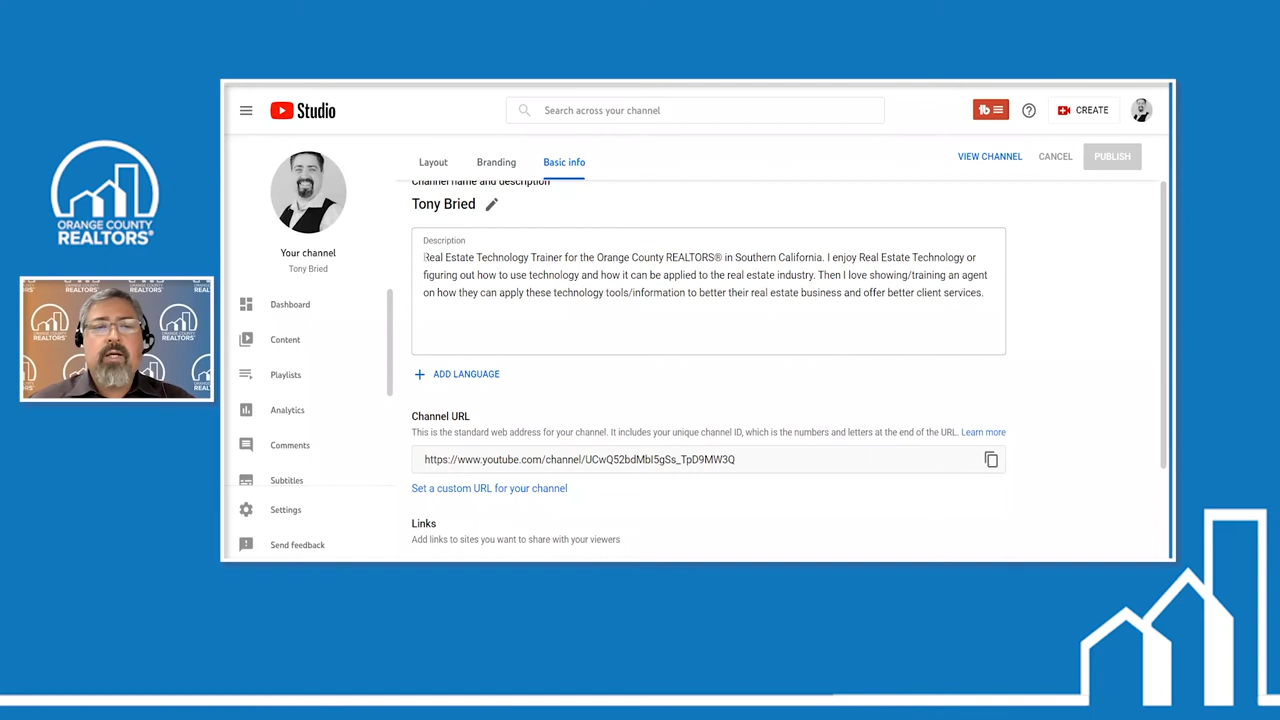 Studio
Search across your channel
CREATE
Layout
Branding
Basic info
VIEW CHANNEL
CANCEL
PUBLISH
Channel name and description
Tony Bried
Your channel
Tony Bried
Dashboard
Content
Playlists
Analytics
Comments
Subtitles
Settings
Send feedback
Description
Real Estate Technology Trainer for the Orange County REALTORS® in Southern California. I enjoy Real Estate Technology or
figuring out how to use technology and how it can be applied to the real estate industry. Then I love showing/training an agent
on how they can apply these technology tools/information to better their real estate business and offer better client services.
ADD LANGUAGE
Channel URL
This is the standard web address for your channel. It includes your unique channel ID, which is the numbers and letters at the end of the URL. Learn more
https://www.youtube.com/channel/UCwQ52bdMbI5gSs_TpD9MW3Q
Set a custom URL for your channel
Links
Add links to sites you want to share with your viewers
ORANGE COUNTY
REALTORS®
ORANGE COUNTY
REALTORS